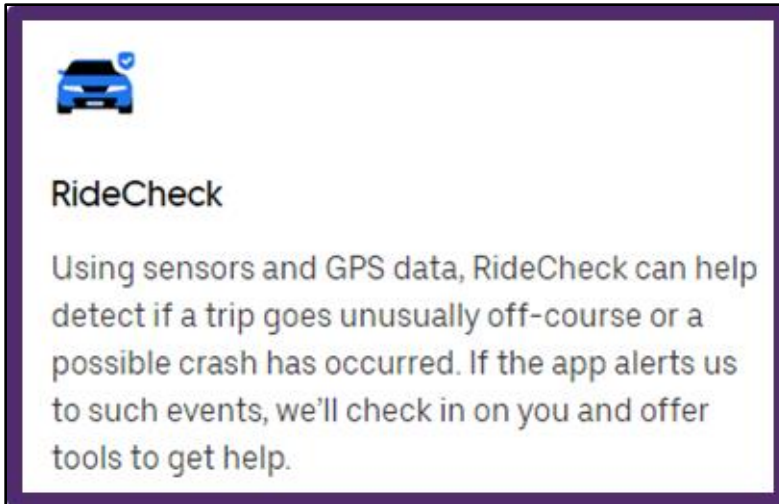 RideCheck
Using sensors and GPS data, RideCheck can help
detect if a trip goes unusually off-course or a
possible crash has occurred. If the app alerts us
to such events, we’ll check in on you and offer
tools to get help.